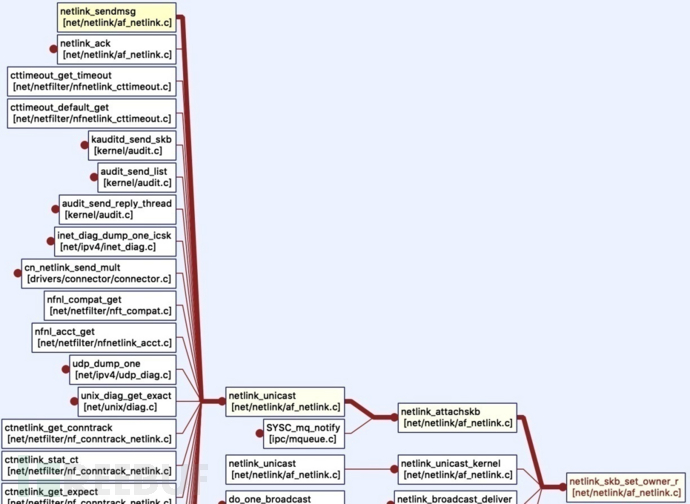 netlink_sendmsg
[net/netlink/af_netlink.c]
netlink_ack
[net/netlink/af_netlink.c]
cttimeout_get_timeout
[net/netfilter/nfnetlink_cttimeout.c]
cttimeout_default_get
[net/netfilter/nfnetlink_cttimeout.c]
kauditd_send_skb
[kernel/audit.c]
audit_send_list
[kernel/audit.c]
audit_send_reply_thread
[kernel/audit.c]
inet_diag_dump_one_icsk
[net/ipv4/inet_diag.c]
cn_netlink_send_mult
[drivers/connector/connector.c]
nfnl_compat_get
[net/netfilter/nft_compat.c]
nfnl_acct_get
[net/netfilter/nfnetlink_acct.c]
udp_dump_one
[net/ipv4/udp_diag.c]
unix_diag_get_exact
[net/unix/diag.c]
ctnetlink_get_conntrack
[net/netfilter/nf_conntrack_netlink.c]
ctnetlink_stat_ct
[net/netfilter/nf_conntrack_netlink.c]
ctnetlink_get_expect
[net/netfilter/nf_conntrack_netlink.c]
netlink_unicast
[net/netlink/af_netlink.c]
SYSC_mq_notify
[ipc/mqueue.c]
netlink_unicast
[net/netlink/af_netlink.c]
do_one_broadcast
netlink_attachskb
[net/netlink/af_netlink.c]
netlink_unicast_kernel
[net/netlink/af_netlink.c]
netlink_broadcast_deliver
netlink_skb_set_owner_r
[net/netlink/af_netlink.c]